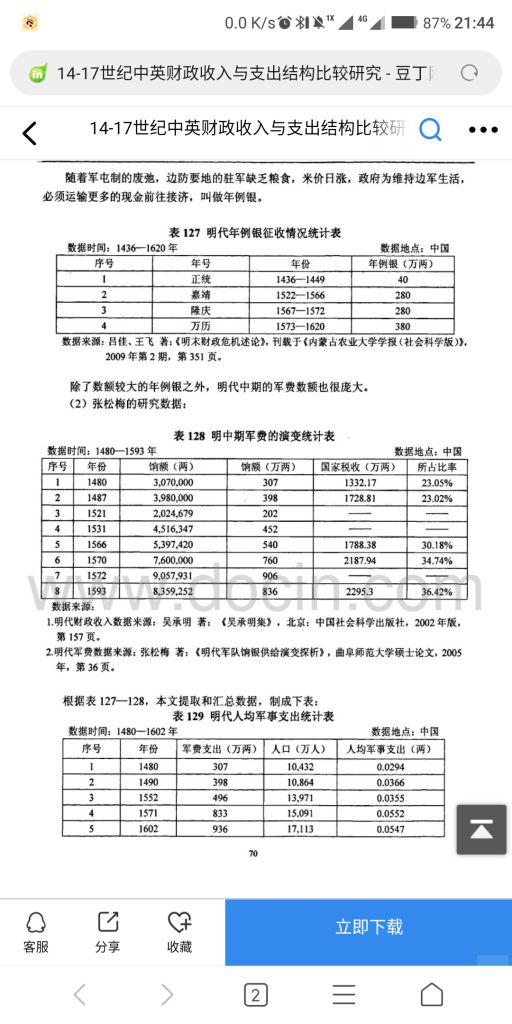 0.0 K/s 1X 4G 87% 21:44
14-17世纪中英财政收入与支出结构比较研究 - 豆丁
14-17世纪中英财政收入与支出结构比较研
随着军屯制的废弛，边防要地的驻军缺乏粮食，米价日涨，政府为维持边军生活，
必须运输更多的现金前往接济，叫做年例银。
表 127 明代年例银征收情况统计表
数据时间：1436—1620 年 数据地点：中国
序号 年号 年份 年例银（万两）
1 正统 1436—1449 40
2 嘉靖 1522—1566 280
3 隆庆 1567—1572 280
4 万历 1573—1620 380
数据来源：吕佳、王飞 著：《明末财政危机述论》，刊载于《内蒙古农业大学学报（社会科学版）》，
2009 年第 2 期，第 351 页。
除了数额较大的年例银之外，明代中期的军费数额也很庞大。
（2）张松梅的研究数据：
表 128 明中期军费的演变统计表
数据时间：1480—1593 年 数据地点：中国
序号 年份 饷额（两） 饷额（万两） 国家税收（万两） 所占比率
1 1480 3,070,000 307 1332.17 23.05%
2 1487 3,980,000 398 1728.81 23.02%
3 1521 2,024,679 202 —— ——
4 1531 4,516,347 452 —— ——
5 1566 5,397,420 540 1788.38 30.18%
6 1570 7,600,000 760 2187.94 34.74%
7 1572 9,057,931 906 —— ——
8 1593 8,359,252 836 2295.3 36.42%
www.docin.com
数据来源：
1.明代财政收入数据来源：吴承明 著：《吴承明集》，北京：中国社会科学出版社，2002 年版，
第 157 页。
2.明代军费数据来源：张松梅 著：《明代军队饷银供给演变探析》，曲阜师范大学硕士论文，2005
年，第 36 页。
根据表 127—128，本文提取和汇总数据，制成下表：
表 129 明代人均军事支出统计表
数据时间：1480—1602 年 数据地点：中国
序号 年份 军费支出（万两） 人口（万人） 人均军事支出（两）
1 1480 307 10,432 0.0294
2 1490 398 10,864 0.0366
3 1552 496 13,971 0.0355
4 1571 833 15,091 0.0552
5 1602 936 17,113 0.0547
70
客服 分享 收藏 立即下载
2